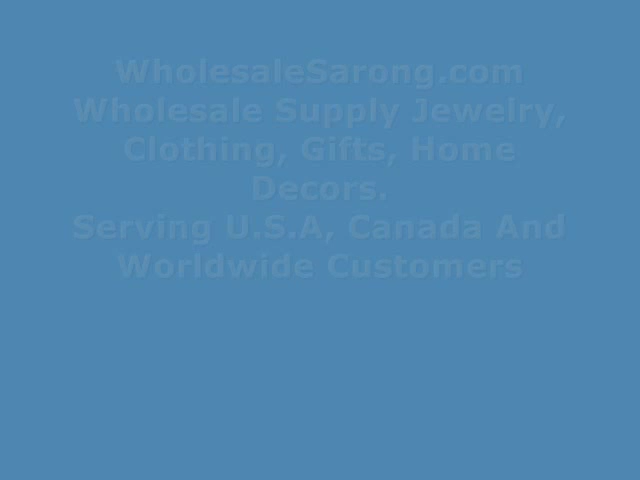 WholesaleSarong.com
Wholesale Supply Jewelry,
Clothing, Gifts, Home
Decors.
Serving U.S.A, Canada And
Worldwide Customers